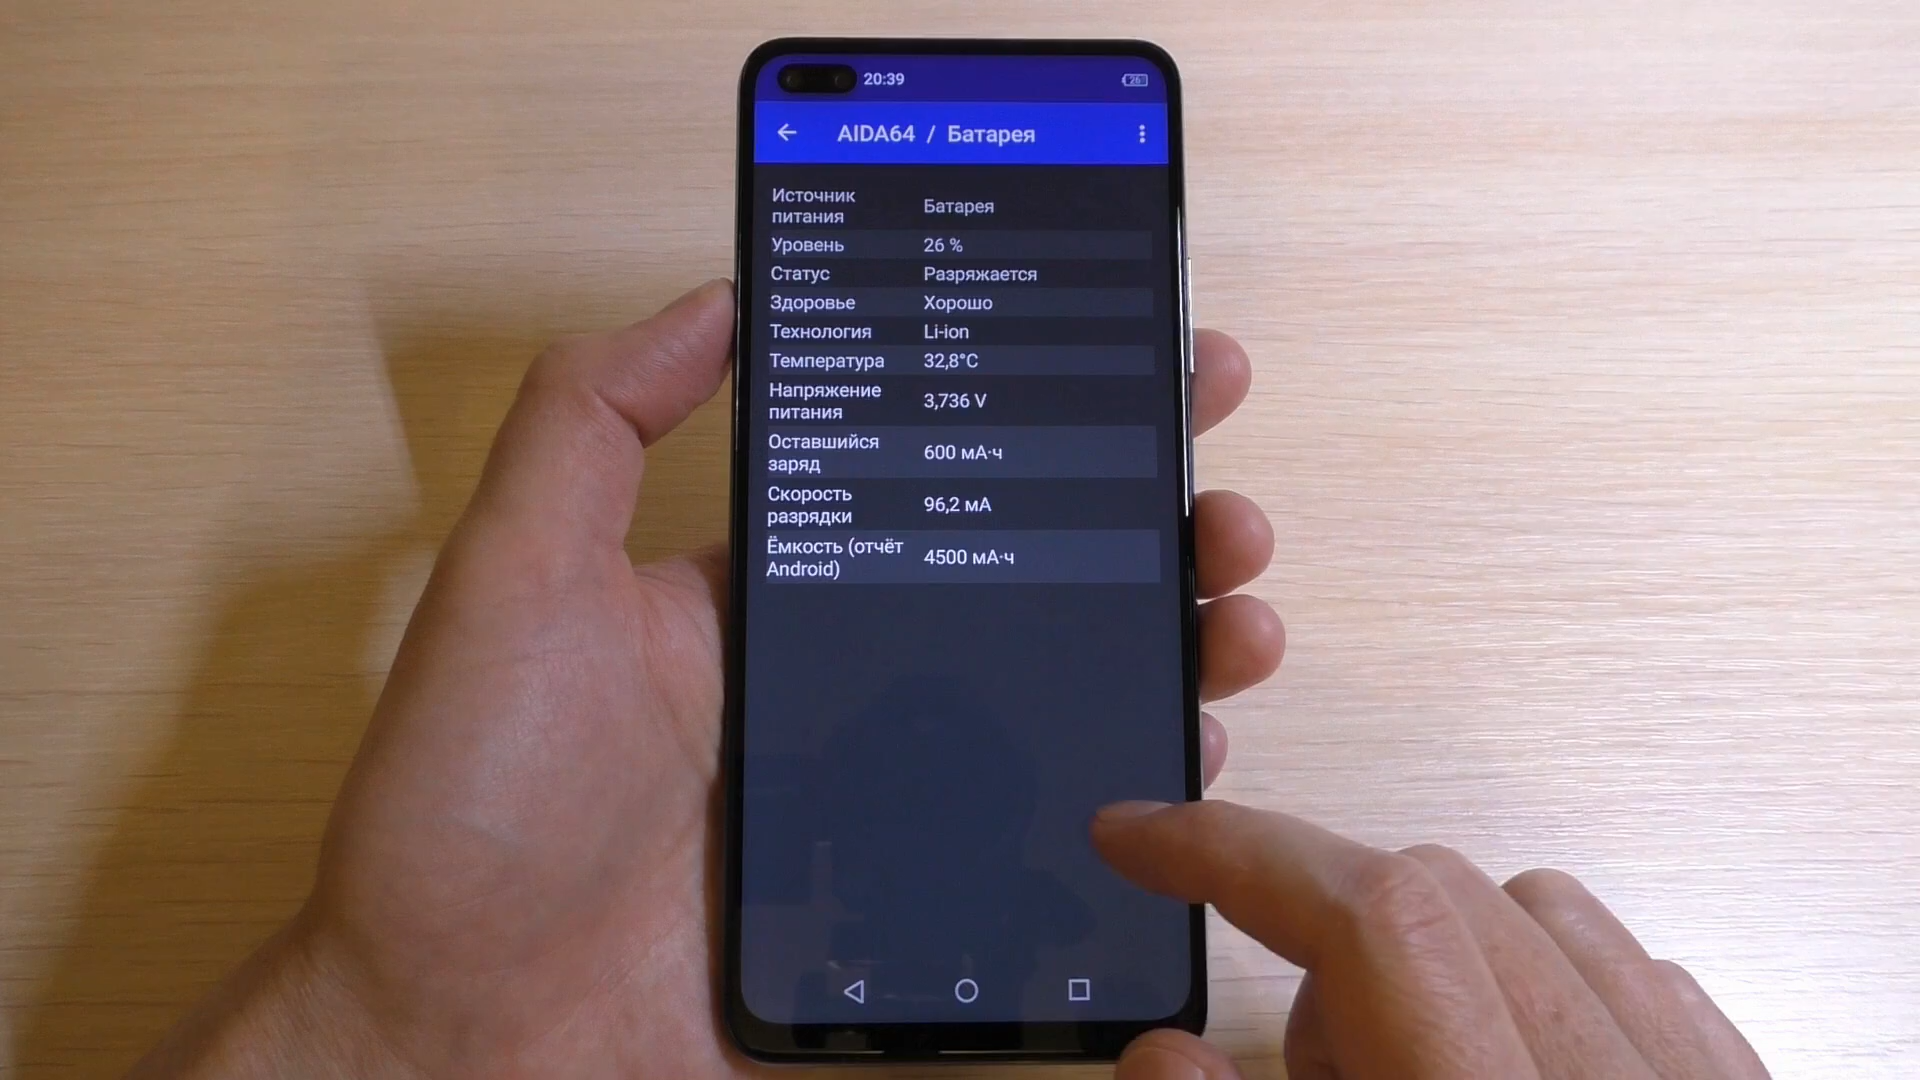 20:39
26
AIDA64 / Батарея
Источник
питания
Батарея
Уровень
26 %
Статус
Разряжается
Здоровье
Хорошо
Технология
Li-ion
Температура
32,8°C
Напряжение
питания
3,736 V
Оставшийся
заряд
600 мА·ч
Скорость
разрядки
96,2 мА
Ёмкость (отчёт
Android)
4500 мА·ч